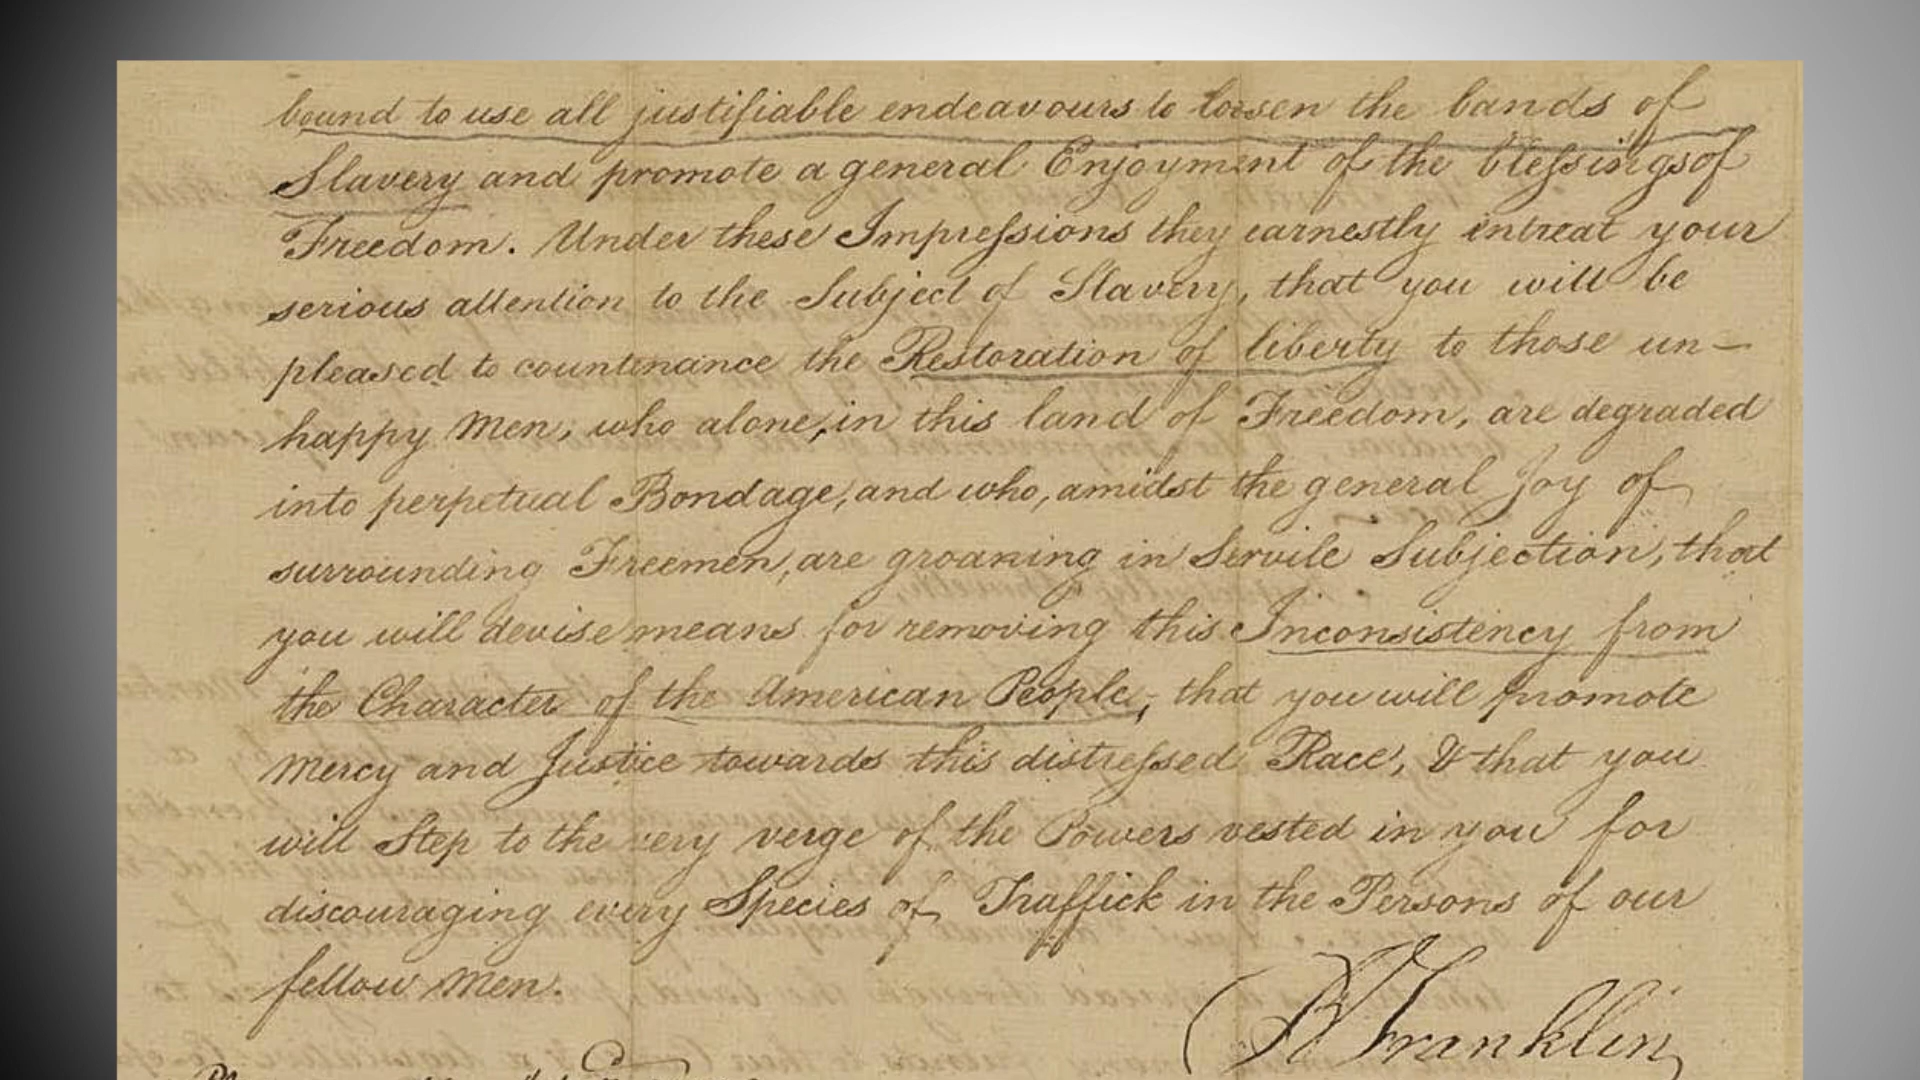 bound to use all justifiable endeavours to loosen the bands of
Slavery and promote a general Enjoyment of the blessings of
Freedom. Under these Impressions they earnestly intreat your
serious attention to the Subject of Slavery, that you will be
pleased to countenance the Restoration of liberty to those un-
happy Men, who alone, in this land of Freedom, are degraded
into perpetual Bondage, and who, amidst the general Joy of
surrounding Freemen, are groaning in Servile Subjection, that
you will devise means for removing this Inconsistency from
the Character of the American People, that you will promote
Mercy and Justice towards this distressed Race, & that you
will Step to the very verge of the Powers vested in you for
discouraging every Species of Traffick in the Persons of our
fellow Men.
B Franklin